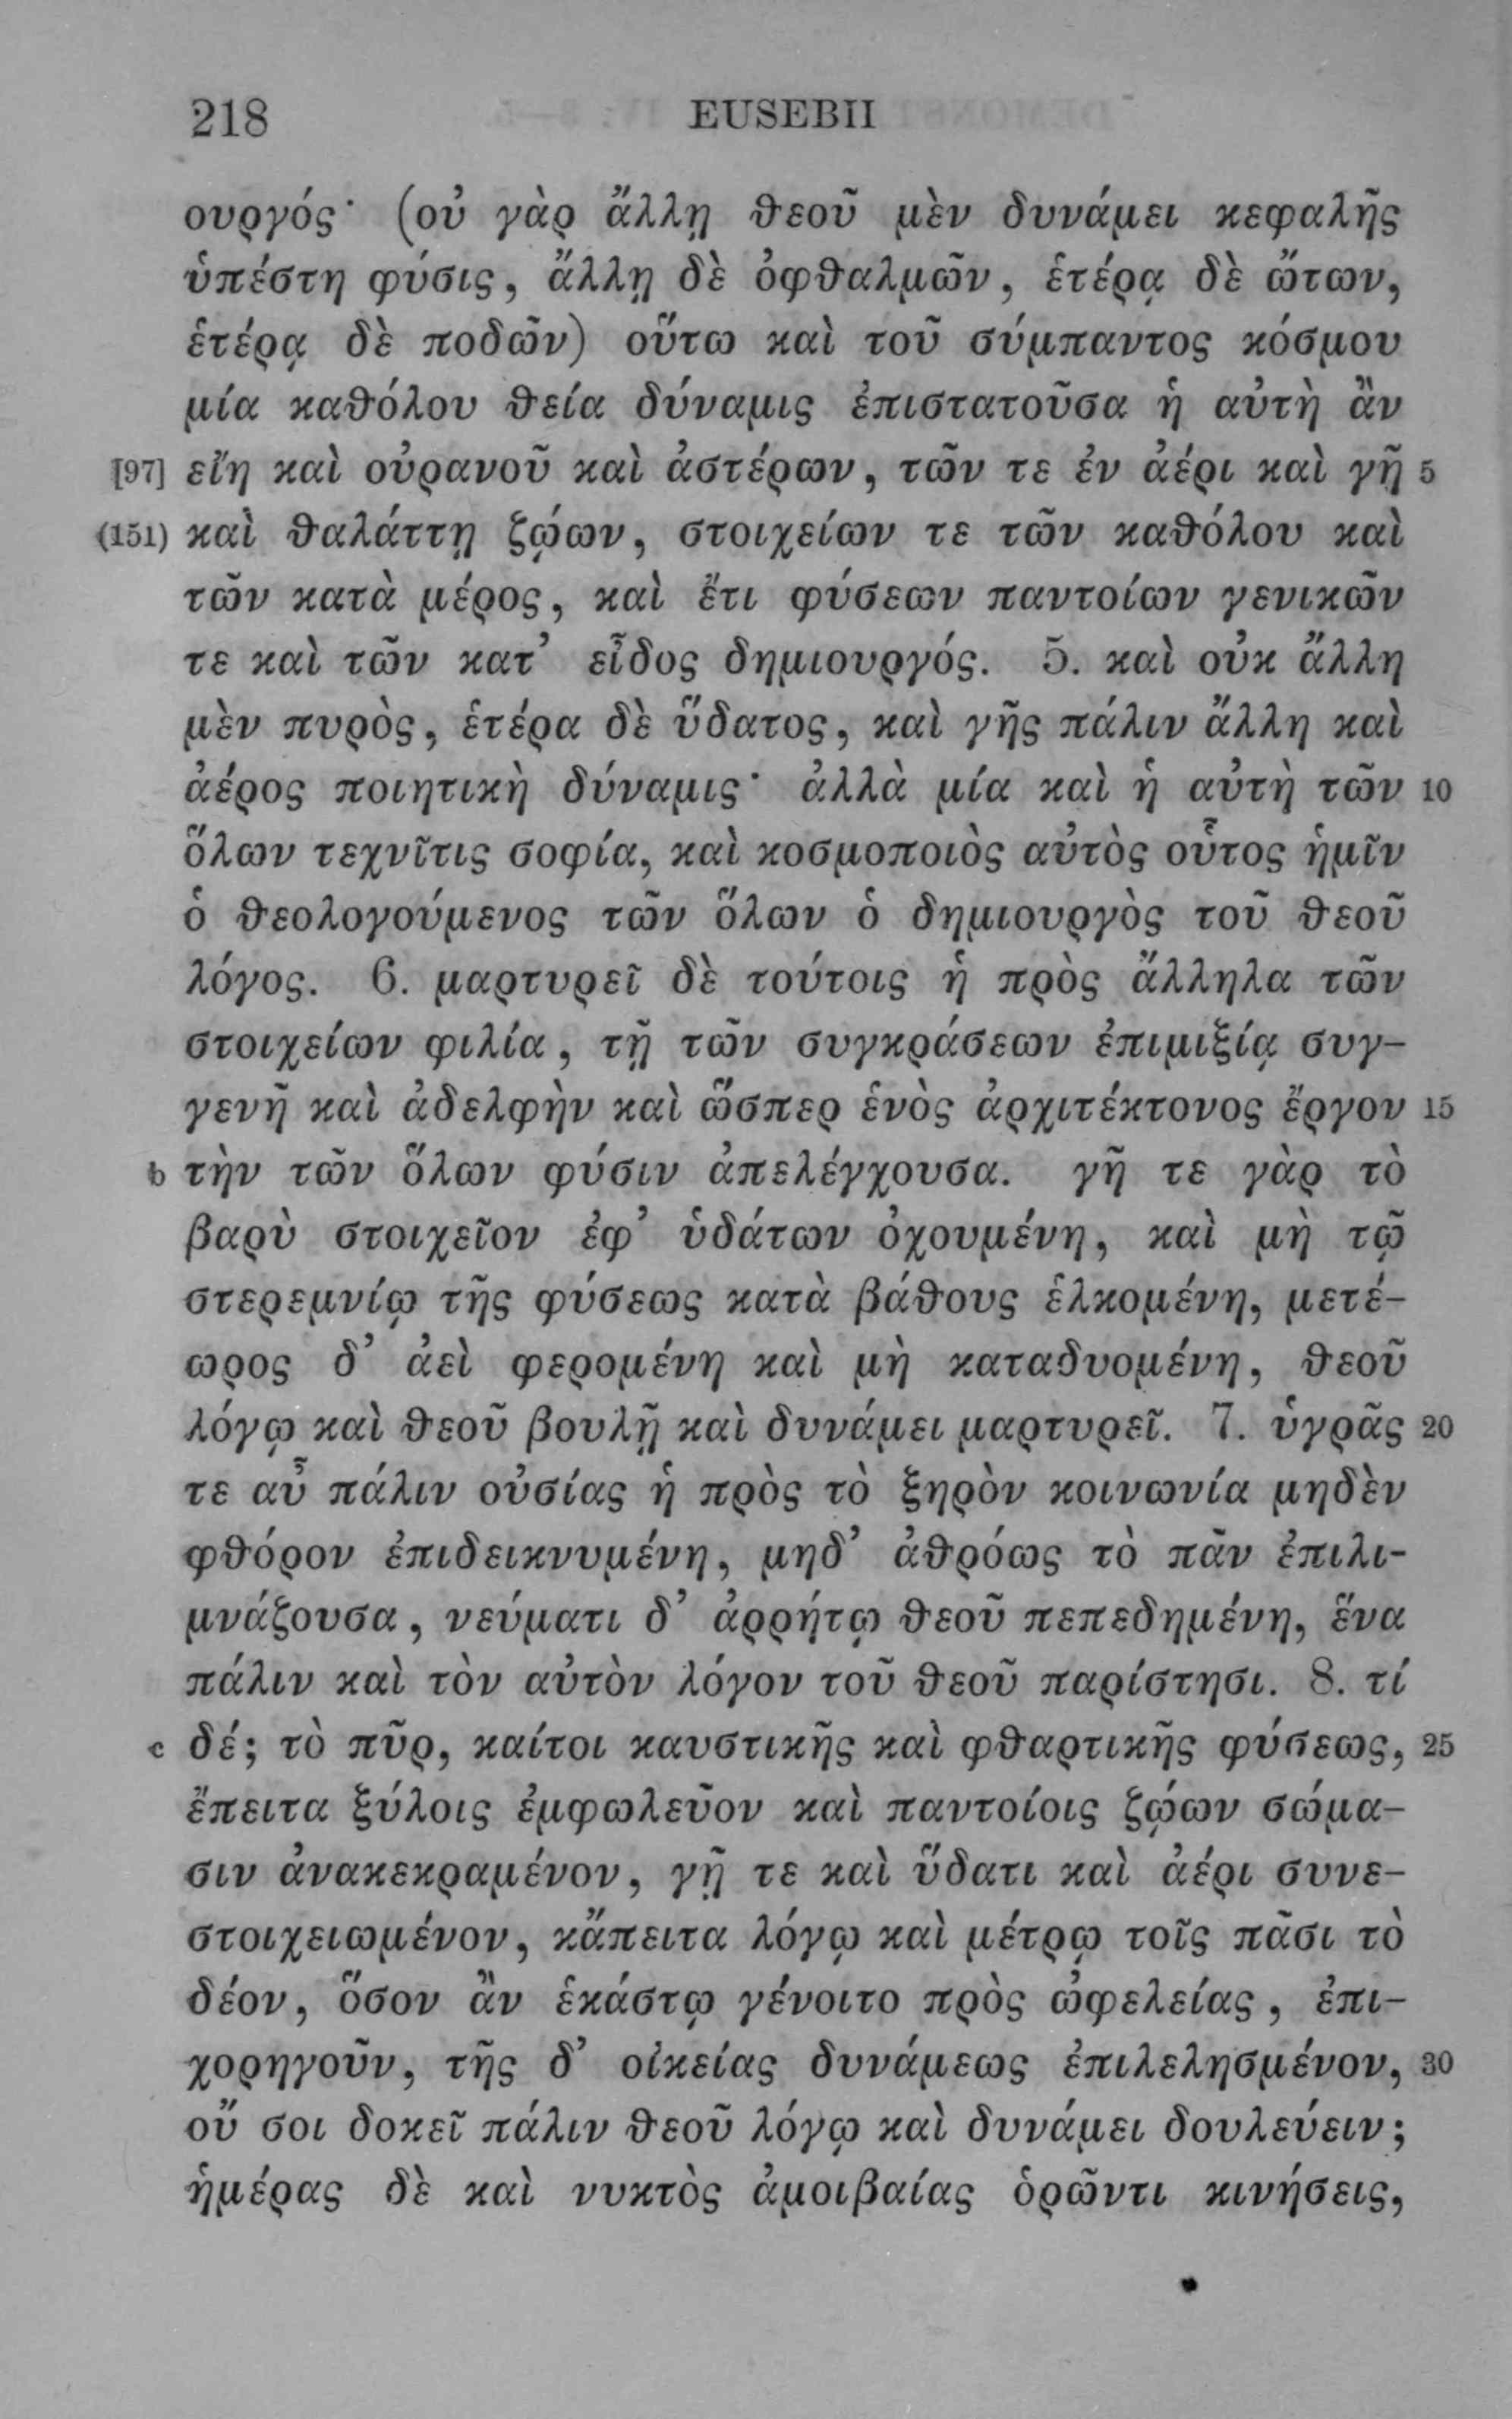 218 EUSEBII
ουργός· (οὐ γὰρ ἄλλῃ θεοῦ μὲν δυνάμει κεφαλῆς
ὑπέστη φύσις, ἄλλῃ δὲ ὀφθαλμῶν, ἑτέρᾳ δὲ ὤτων,
ἑτέρᾳ δὲ ποδῶν) οὕτω καὶ τοῦ σύμπαντος κόσμου
μία καθόλου θεία δύναμις ἐπιστατοῦσα ἡ αὐτὴ ἂν
[97] εἴη καὶ οὐρανοῦ καὶ ἀστέρων, τῶν τε ἐν ἀέρι καὶ γῇ 5
(151) καὶ θαλάττῃ ζῴων, στοιχείων τε τῶν καθόλου καὶ
τῶν κατὰ μέρος, καὶ ἔτι φύσεων παντοίων γενικῶν
τε καὶ τῶν κατ’ εἶδος δημιουργός. 5. καὶ οὐκ ἄλλη
μὲν πυρὸς, ἑτέρα δὲ ὕδατος, καὶ γῆς πάλιν ἄλλη καὶ
ἀέρος ποιητικὴ δύναμις· ἀλλὰ μία καὶ ἡ αὐτὴ τῶν 10
ὅλων τεχνῖτις σοφία, καὶ κοσμοποιὸς αὐτὸς οὗτος ἡμῖν
ὁ θεολογούμενος τῶν ὅλων ὁ δημιουργὸς τοῦ θεοῦ
λόγος. 6. μαρτυρεῖ δὲ τούτοις ἡ πρὸς ἄλληλα τῶν
στοιχείων φιλία, τῇ τῶν συγκράσεων ἐπιμιξίᾳ συγ-
γενῆ καὶ ἀδελφὴν καὶ ὥσπερ ἑνὸς ἀρχιτέκτονος ἔργον 15
b τὴν τῶν ὅλων φύσιν ἀπελέγχουσα. γῆ τε γὰρ τὸ
βαρὺ στοιχεῖον ἐφ’ ὑδάτων ὀχουμένη, καὶ μὴ τῷ
στερεμνίῳ τῆς φύσεως κατὰ βάθους ἑλκομένη, μετέ-
ωρος δ’ ἀεὶ φερομένη καὶ μὴ καταδυομένη, θεοῦ
λόγῳ καὶ θεοῦ βουλῇ καὶ δυνάμει μαρτυρεῖ. 7. ὑγρᾶς 20
τε αὖ πάλιν οὐσίας ἡ πρὸς τὸ ξηρὸν κοινωνία μηδὲν
φθόρον ἐπιδεικνυμένη, μηδ’ ἀθρόως τὸ πᾶν ἐπιλι-
μνάζουσα, νεύματι δ’ ἀρρήτῳ θεοῦ πεπεδημένη, ἕνα
πάλιν καὶ τὸν αὐτὸν λόγον τοῦ θεοῦ παρίστησι. 8. τί
c δέ; τὸ πῦρ, καίτοι καυστικῆς καὶ φθαρτικῆς φύσεως, 25
ἔπειτα ξύλοις ἐμφωλεῦον καὶ παντοίοις ζῴων σώμα-
σιν ἀνακεκραμένον, γῇ τε καὶ ὕδατι καὶ ἀέρι συνε-
στοιχειωμένον, κἄπειτα λόγῳ καὶ μέτρῳ τοῖς πᾶσι τὸ
δέον, ὅσον ἂν ἑκάστῳ γένοιτο πρὸς ὠφελείας, ἐπι-
χορηγοῦν, τῆς δ’ οἰκείας δυνάμεως ἐπιλελησμένον, 30
οὔ σοι δοκεῖ πάλιν θεοῦ λόγῳ καὶ δυνάμει δουλεύειν;
ἡμέρας δὲ καὶ νυκτὸς ἀμοιβαίας ὁρῶντι κινήσεις,